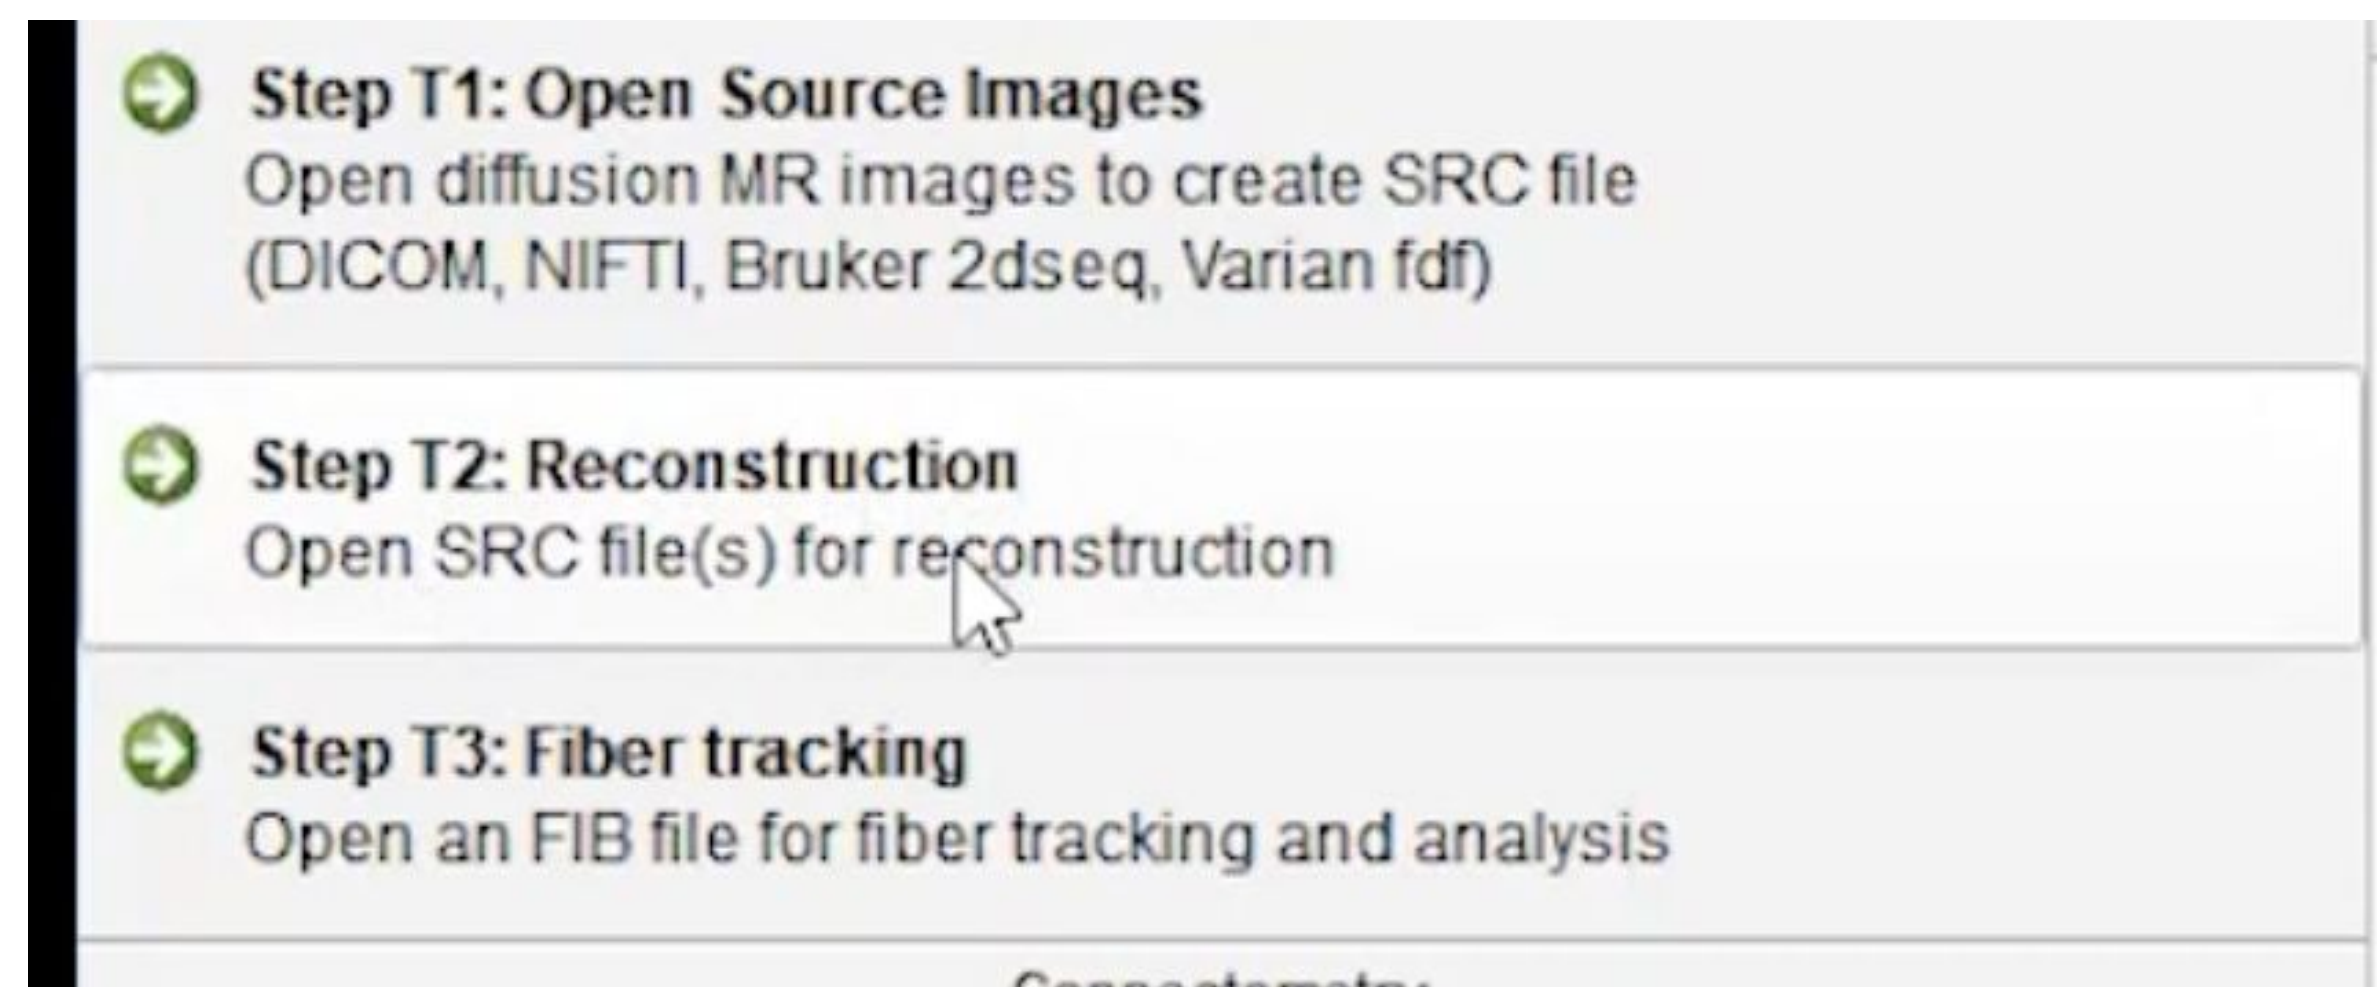 Step T1: Open Source Images
Open diffusion MR images to create SRC file
(DICOM, NIFTI, Bruker 2dseq, Varian fdf)
Step T2: Reconstruction
Open SRC file(s) for reconstruction
Step T3: Fiber tracking
Open an FIB file for fiber tracking and analysis
Connectometry